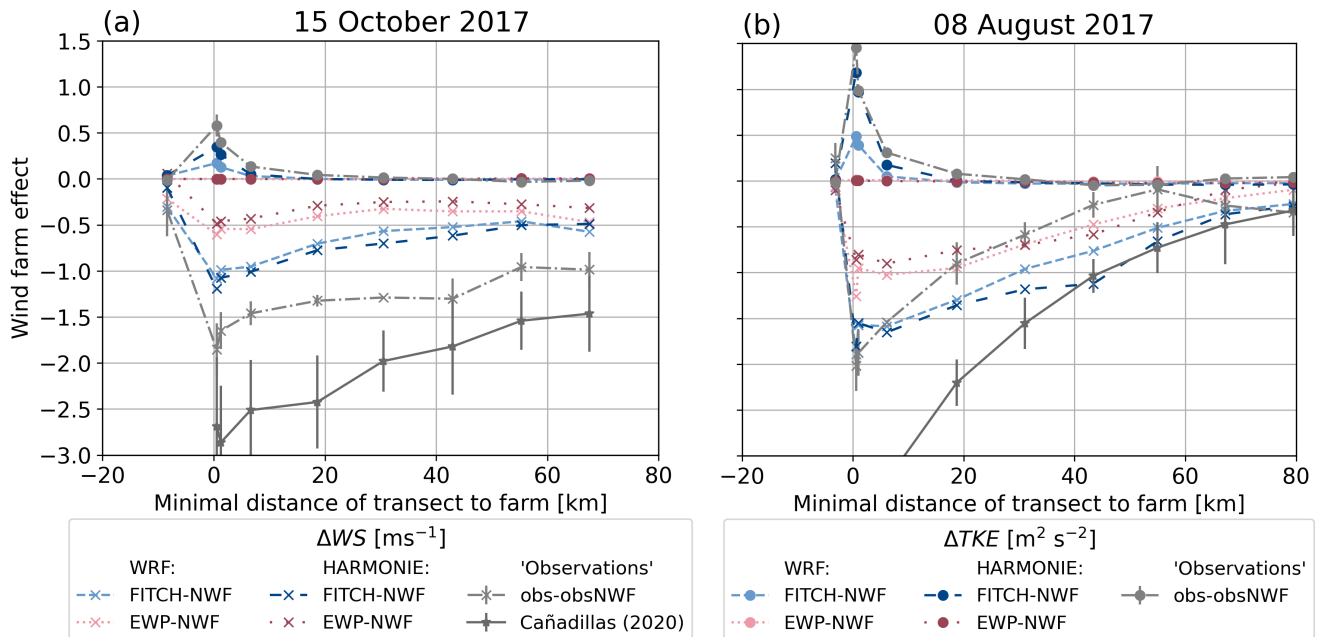 (a) 15 October 2017
(b) 08 August 2017
Wind farm effect
1.5
1.0
0.5
0.0
−0.5
−1.0
−1.5
−2.0
−2.5
−3.0
−20 0 20 40 60 80
−20 0 20 40 60 80
Minimal distance of transect to farm [km]
Minimal distance of transect to farm [km]
ΔWS [ms⁻¹]
WRF: HARMONIE: 'Observations'
FITCH-NWF FITCH-NWF obs-obsNWF
EWP-NWF EWP-NWF Cañadillas (2020)
ΔTKE [m² s⁻²]
WRF: HARMONIE: 'Observations'
FITCH-NWF FITCH-NWF obs-obsNWF
EWP-NWF EWP-NWF